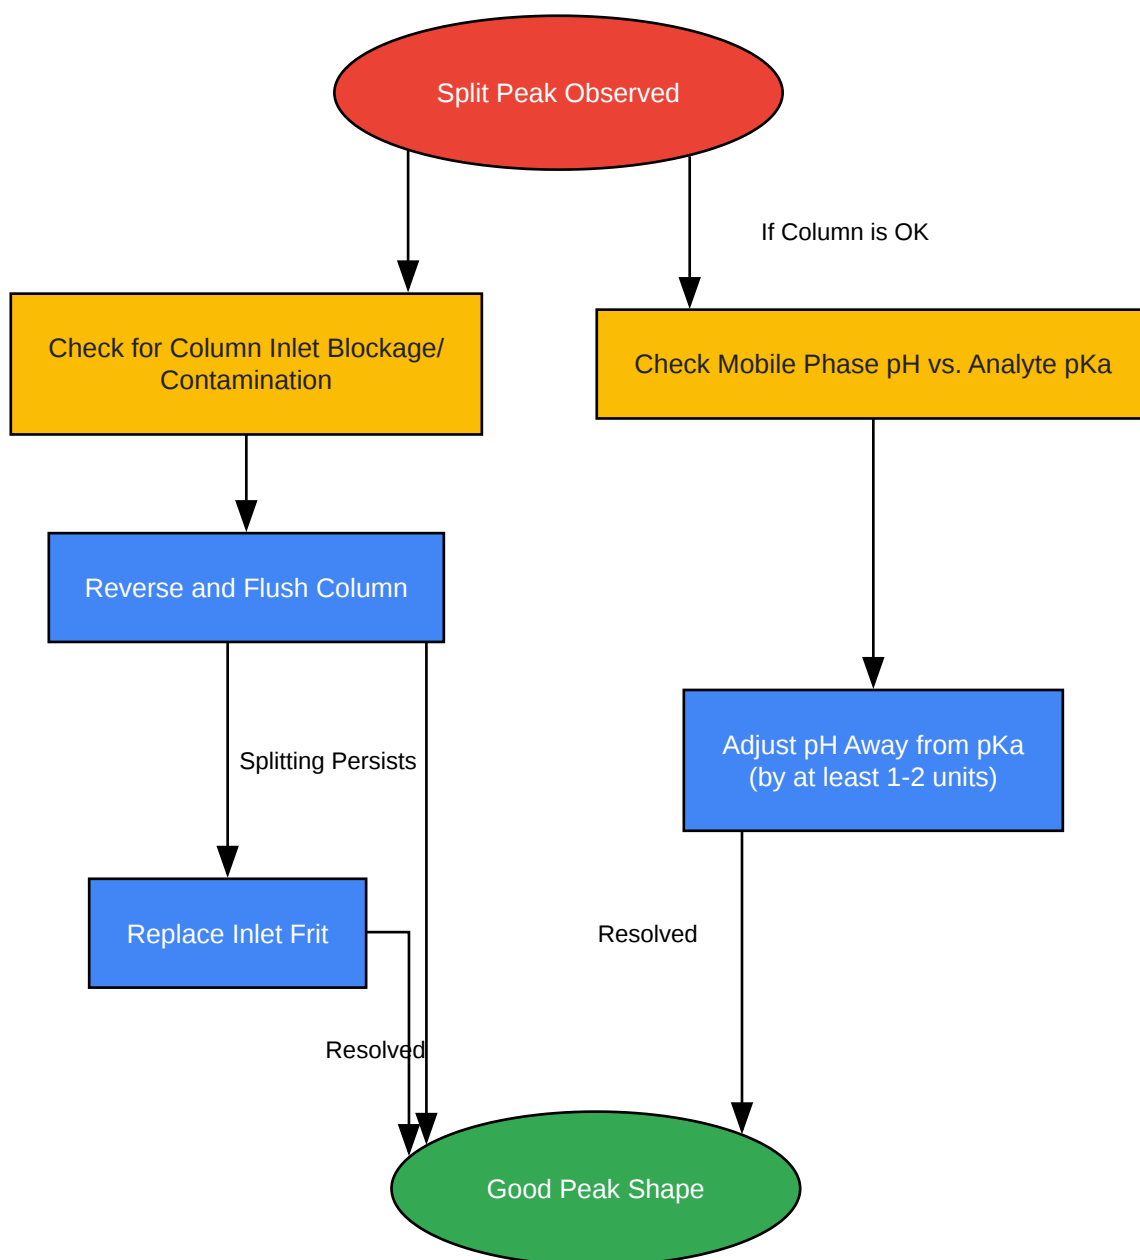 Split Peak Observed
If Column is OK
Check for Column Inlet Blockage/
Contamination
Check Mobile Phase pH vs. Analyte pKa
Reverse and Flush Column
Splitting Persists
Adjust pH Away from pKa
(by at least 1-2 units)
Replace Inlet Frit
Resolved
Resolved
Good Peak Shape